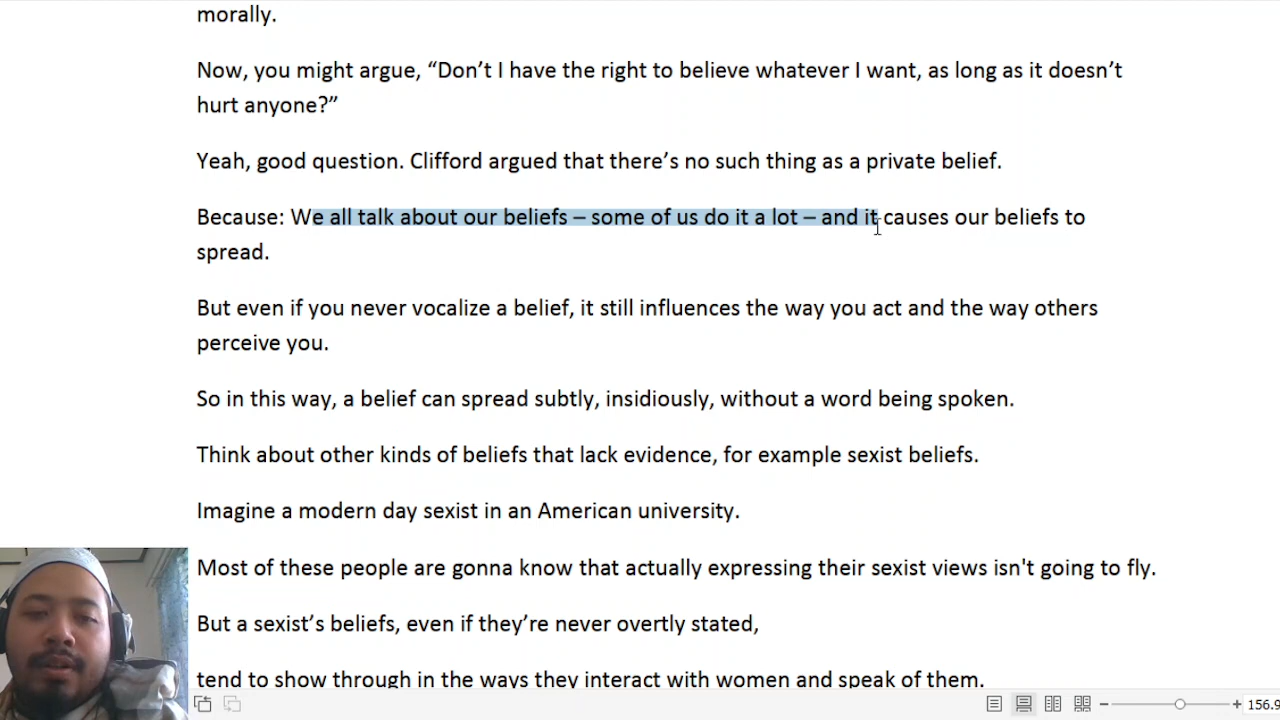 morally.
Now, you might argue, “Don’t I have the right to believe whatever I want, as long as it doesn’t
hurt anyone?”
Yeah, good question. Clifford argued that there’s no such thing as a private belief.
Because: We all talk about our beliefs – some of us do it a lot – and it causes our beliefs to
spread.
But even if you never vocalize a belief, it still influences the way you act and the way others
perceive you.
So in this way, a belief can spread subtly, insidiously, without a word being spoken.
Think about other kinds of beliefs that lack evidence, for example sexist beliefs.
Imagine a modern day sexist in an American university.
Most of these people are gonna know that actually expressing their sexist views isn't going to fly.
But a sexist’s beliefs, even if they’re never overtly stated,
tend to show through in the ways they interact with women and speak of them.
156.9